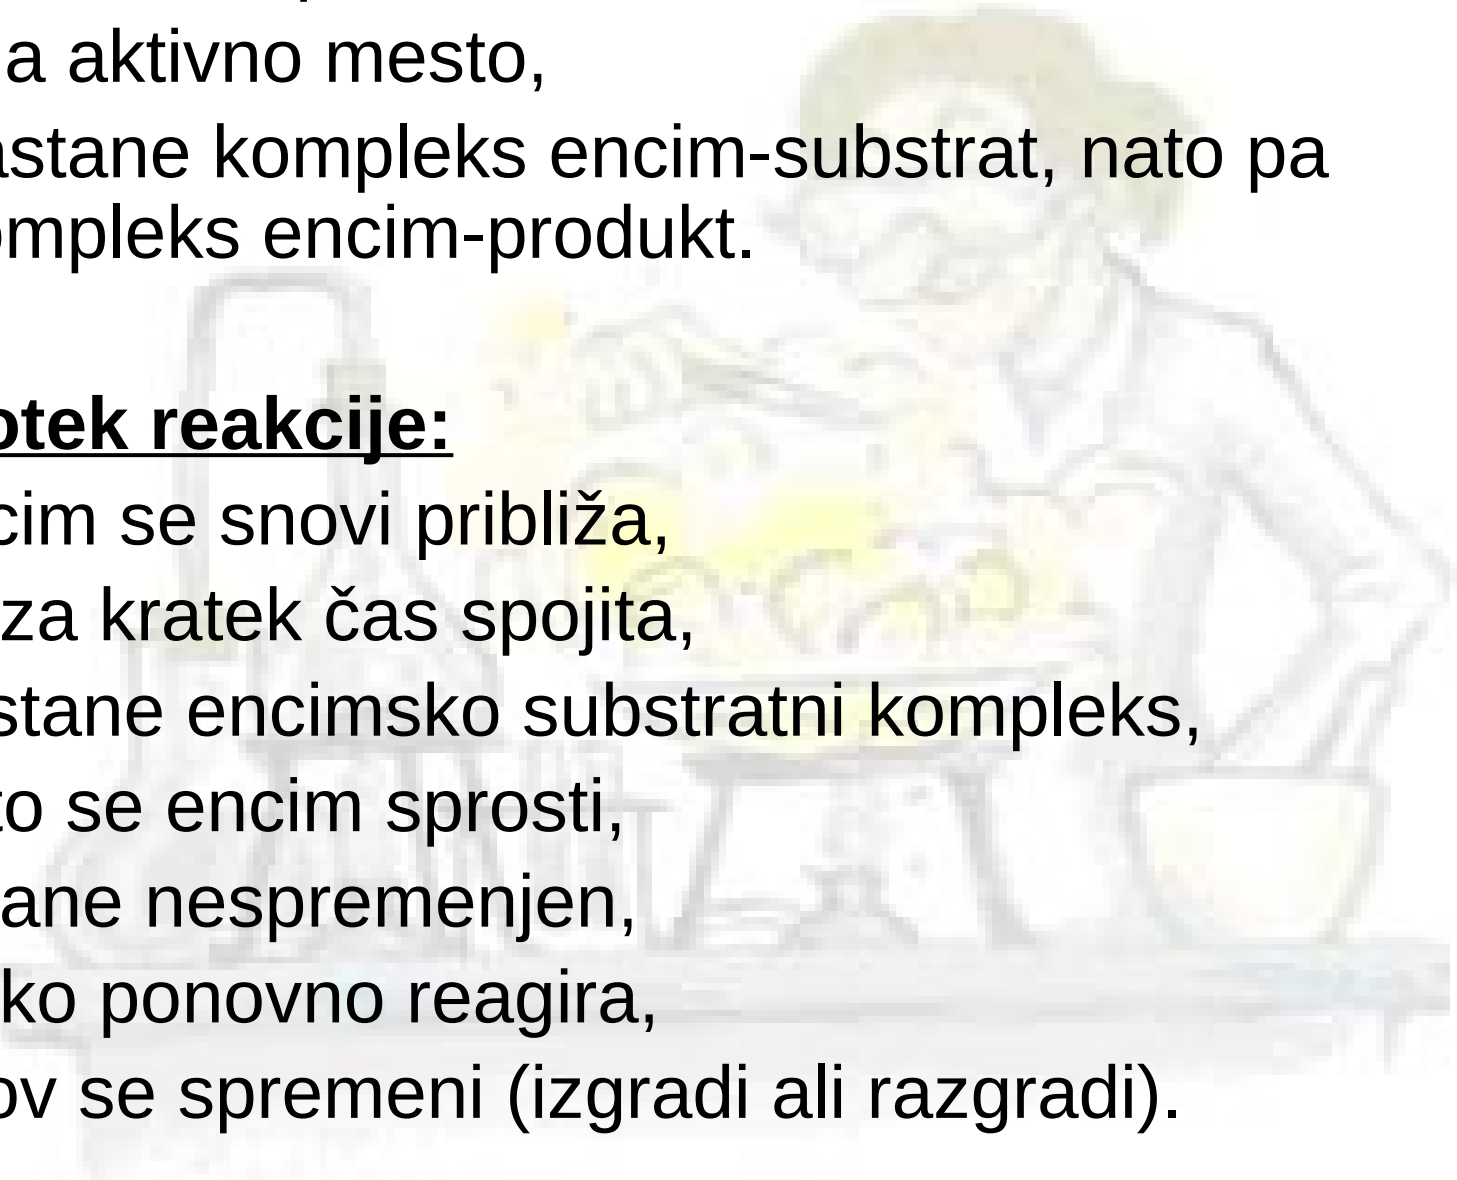 a aktivno mesto,
astane kompleks encim-substrat, nato pa
ompleks encim-produkt.
otek reakcije:
cim se snovi približa,
za kratek čas spojita,
stane encimsko substratni kompleks,
to se encim sprosti,
ane nespremenjen,
ko ponovno reagira,
ov se spremeni (izgradi ali razgradi).